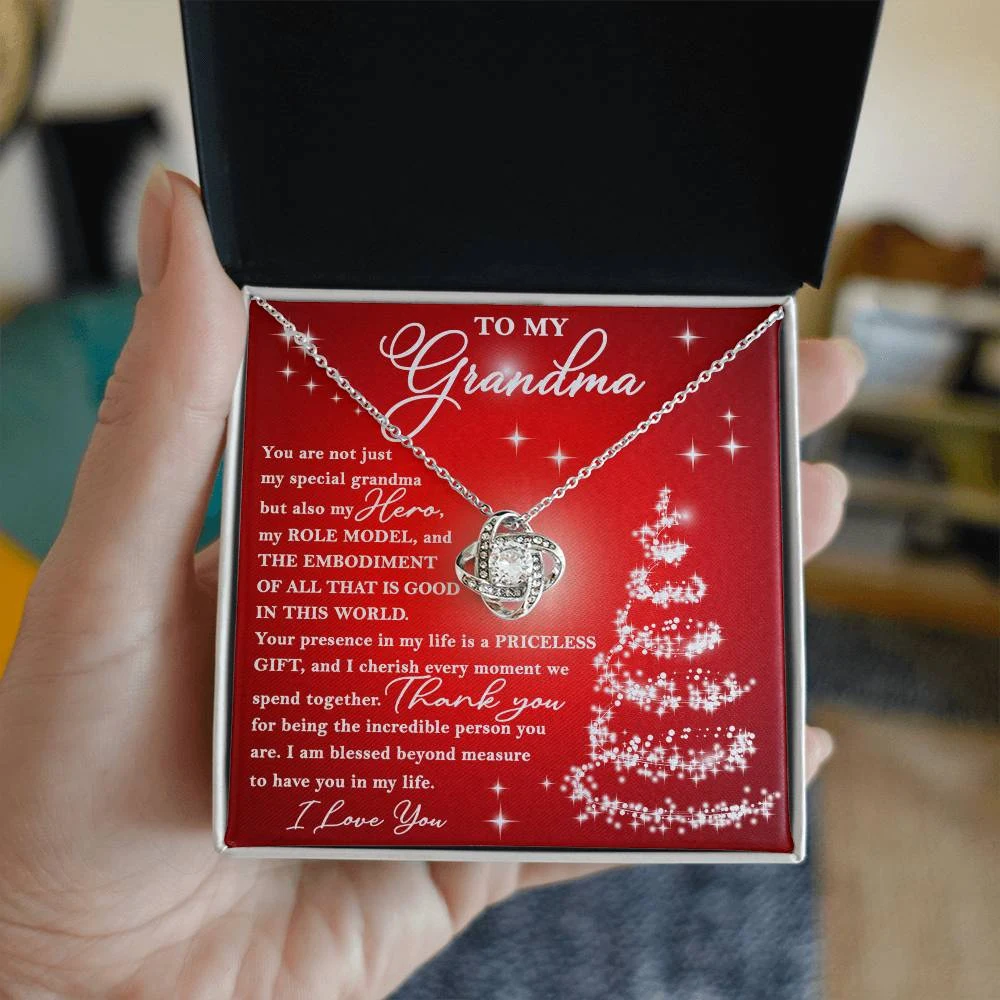 TO MY
Grandma
You are not just
my special grandma
but also my Hero,
my ROLE MODEL, and
THE EMBODIMENT
OF ALL THAT IS GOOD
IN THIS WORLD.
Your presence in my life is a PRICELESS
GIFT, and I cherish every moment we
spend together. Thank you
for being the incredible person you
are. I am blessed beyond measure
to have you in my life.
I Love You